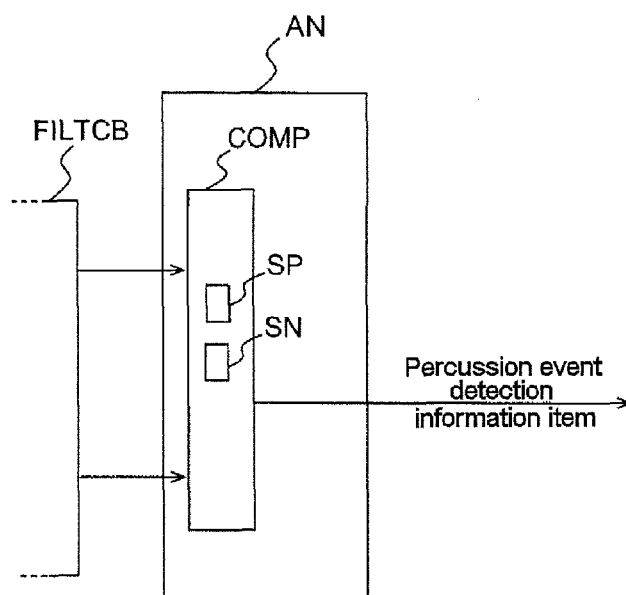 AN
FILTCB
COMP
SP
SN
Percussion event
detection
information item